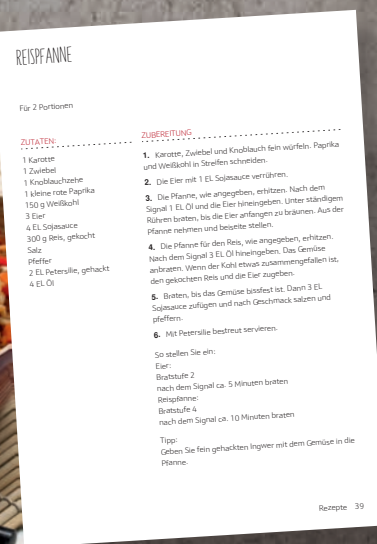 REISPFANNE
Für 2 Portionen
ZUTATEN:
1 Karotte
1 Zwiebel
1 Knoblauchzehe
1 kleine rote Paprika
150 g Weißkohl
3 Eier
4 EL Sojasauce
300 g Reis, gekocht
Salz
Pfeffer
2 EL Petersilie, gehackt
4 EL Öl
ZUBEREITUNG
1. Karotte, Zwiebel und Knoblauch fein würfeln. Paprika
und Weißkohl in Streifen schneiden.
2. Die Eier mit 1 EL Sojasauce verrühren.
3. Die Pfanne, wie angegeben, erhitzen. Nach dem
Signal 1 EL Öl und die Eier hineingeben. Unter ständigem
Rühren braten, bis die Eier anfangen zu bräunen. Aus der
Pfanne nehmen und beiseite stellen.
4. Die Pfanne für den Reis, wie angegeben, erhitzen.
Nach dem Signal 3 EL Öl hineingeben. Das Gemüse
anbraten. Wenn der Kohl etwas zusammengefallen ist,
den gekochten Reis und die Eier zugeben.
5. Braten, bis das Gemüse bissfest ist. Dann 3 EL
Sojasauce zufügen und nach Geschmack salzen und
pfeffern.
6. Mit Petersilie bestreut servieren.
So stellen Sie ein:
Eier:
Bratstufe 2
nach dem Signal ca. 5 Minuten braten
Reispfanne:
Bratstufe 4
nach dem Signal ca. 10 Minuten braten
Tipp:
Geben Sie fein gehackten Ingwer mit dem Gemüse in die
Pfanne.
Rezepte 39